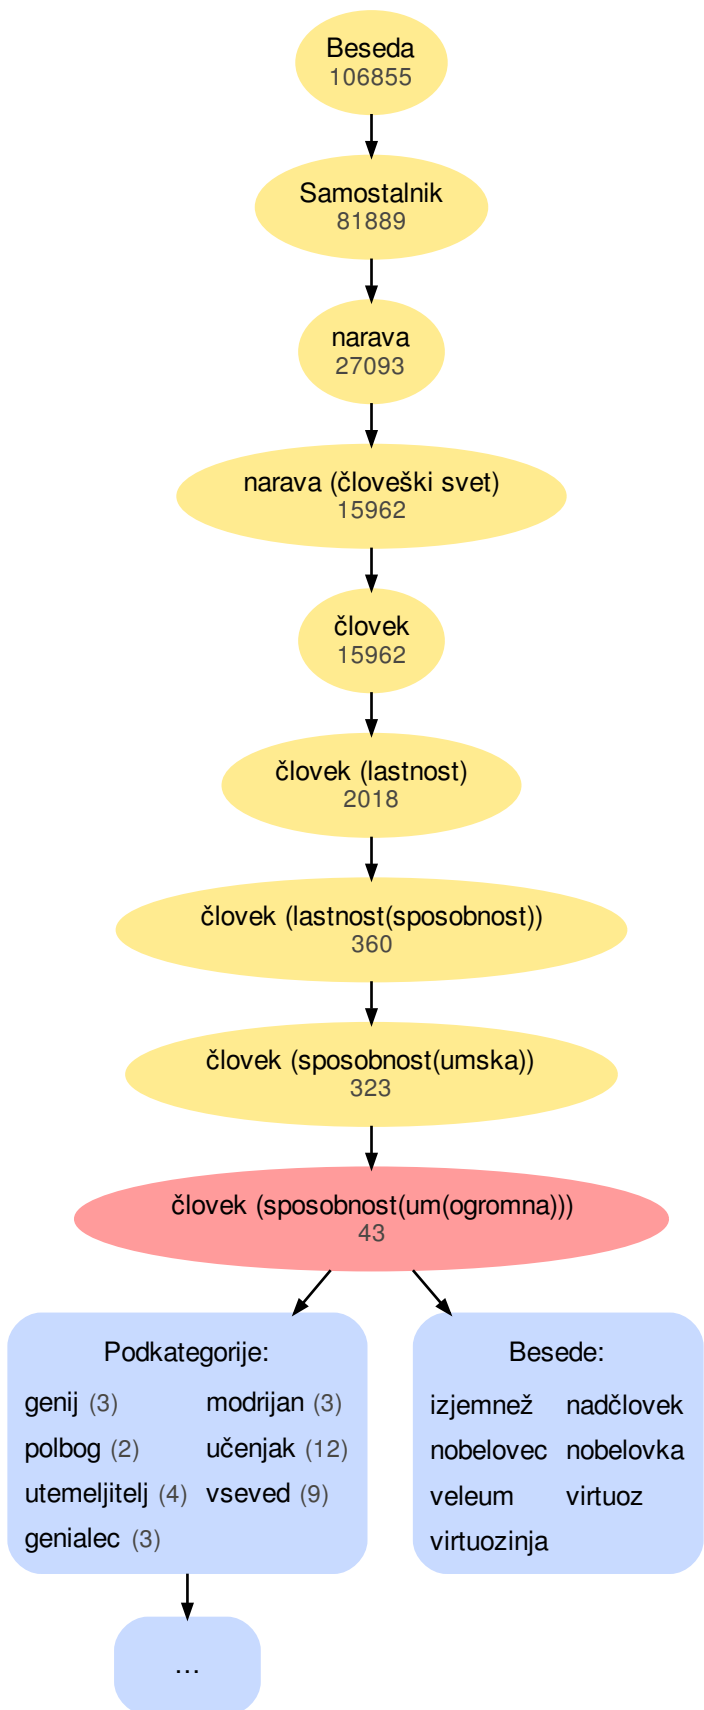 Beseda
106855
Samostalnik
81889
narava
27093
narava (človeški svet)
15962
človek
15962
človek (lastnost)
2018
človek (lastnost(sposobnost))
360
človek (sposobnost(umska))
323
človek (sposobnost(um(ogromna)))
43
Podkategorije:
genij (3) modrijan (3)
polbog (2) učenjak (12)
utemeljitelj (4) vseved (9)
genialec (3)
Besede:
izjemnež nadčlovek
nobelovec nobelovka
veleum virtuoz
virtuozinja
...